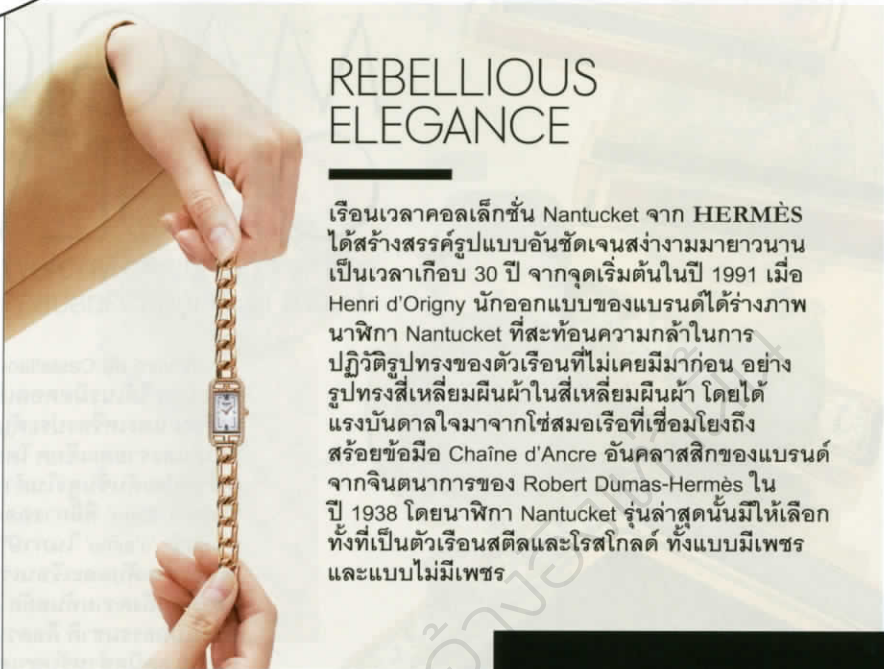 REBELLIOUS
ELEGANCE
เรือนเวลาคอลเล็กชั่น Nantucket จาก HERMÈS
ได้สร้างสรรค์รูปแบบอันชัดเจนสง่างามมายาวนาน
เป็นเวลาเกือบ 30 ปี จากจุดเริ่มต้นในปี 1991 เมื่อ
Henri d'Origny นักออกแบบของแบรนด์ได้ร่างภาพ
นาฬิกา Nantucket ที่สะท้อนความกล้าในการ
ปฏิวัติรูปทรงของตัวเรือนที่ไม่เคยมีมาก่อน อย่าง
รูปทรงสี่เหลี่ยมผืนผ้าในสี่เหลี่ยมผืนผ้า โดยได้
แรงบันดาลใจมาจากโซ่สมอเรือที่เชื่อมโยงถึง
สร้อยข้อมือ Chaîne d'Ancre อันคลาสสิกของแบรนด์
จากจินตนาการของ Robert Dumas-Hermès ใน
ปี 1938 โดยนาฬิกา Nantucket รุ่นล่าสุดนั้นมีให้เลือก
ทั้งที่เป็นตัวเรือนสตีลและโรสโกลด์ ทั้งแบบมีเพชร
และแบบไม่มีเพชร